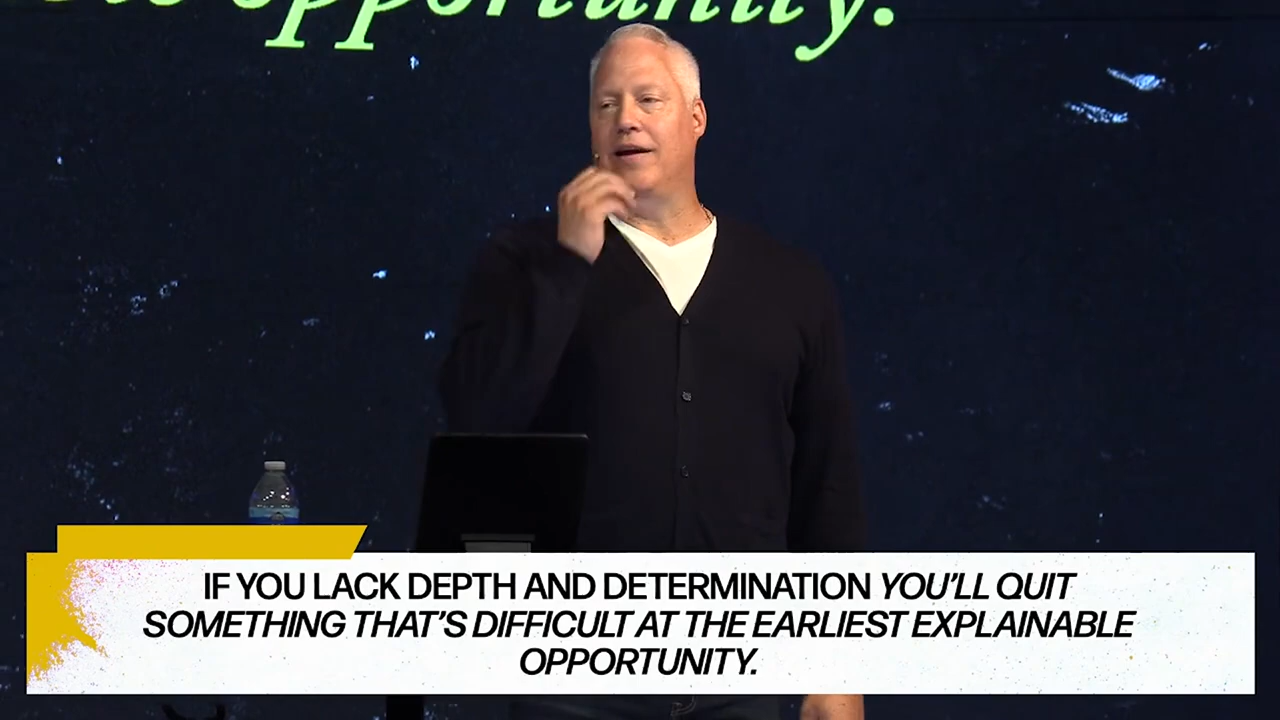 opportunity.
IF YOU LACK DEPTH AND DETERMINATION YOU'LL QUIT
SOMETHING THAT'S DIFFICULT AT THE EARLIEST EXPLAINABLE
OPPORTUNITY.